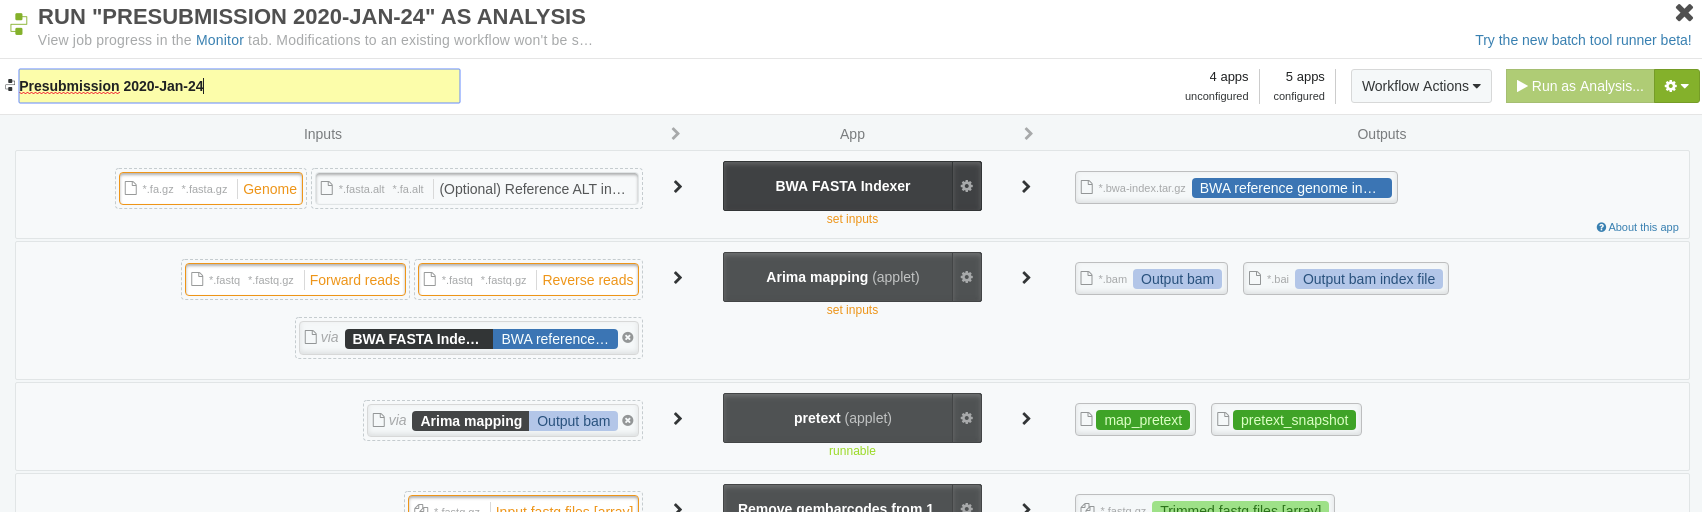 RUN "PRESUBMISSION 2020-JAN-24" AS ANALYSIS
View job progress in the Monitor tab. Modifications to an existing workflow won't be s…
Try the new batch tool runner beta!
Presubmission 2020-Jan-24
4 apps
unconfigured
5 apps
configured
Workflow Actions
Run as Analysis...
Inputs
App
Outputs
*.fa.gz *.fasta.gz Genome
*.fasta.alt *.fa.alt (Optional) Reference ALT in…
BWA FASTA Indexer
set inputs
*.bwa-index.tar.gz BWA reference genome in…
About this app
*.fastq *.fastq.gz Forward reads
*.fastq *.fastq.gz Reverse reads
via BWA FASTA Inde… BWA reference…
Arima mapping (applet)
set inputs
*.bam Output bam
*.bai Output bam index file
via Arima mapping Output bam
pretext (applet)
runnable
map_pretext
pretext_snapshot
*.fastq.gz Input fastq files [array]
Remove gembarcodes from 1
*.fastq.gz Trimmed fastq files [array]